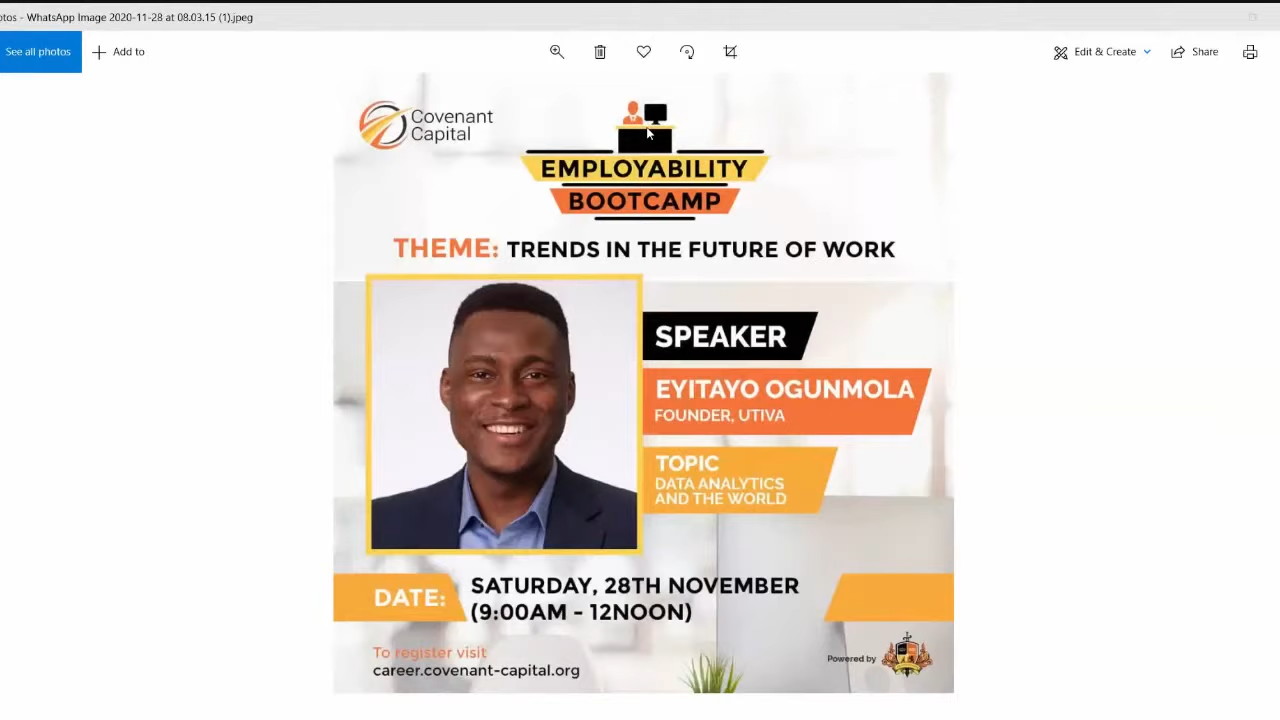 otos - WhatsApp Image 2020-11-28 at 08.03.15 (1).jpeg
See all photos
Add to
Edit & Create
Share
Covenant
Capital
EMPLOYABILITY
BOOTCAMP
THEME: TRENDS IN THE FUTURE OF WORK
SPEAKER
EYITAYO OGUNMOLA
FOUNDER, UTIVA
TOPIC
DATA ANALYTICS
AND THE WORLD
DATE:
SATURDAY, 28TH NOVEMBER
(9:00AM - 12NOON)
To register visit
career.covenant-capital.org
Powered by